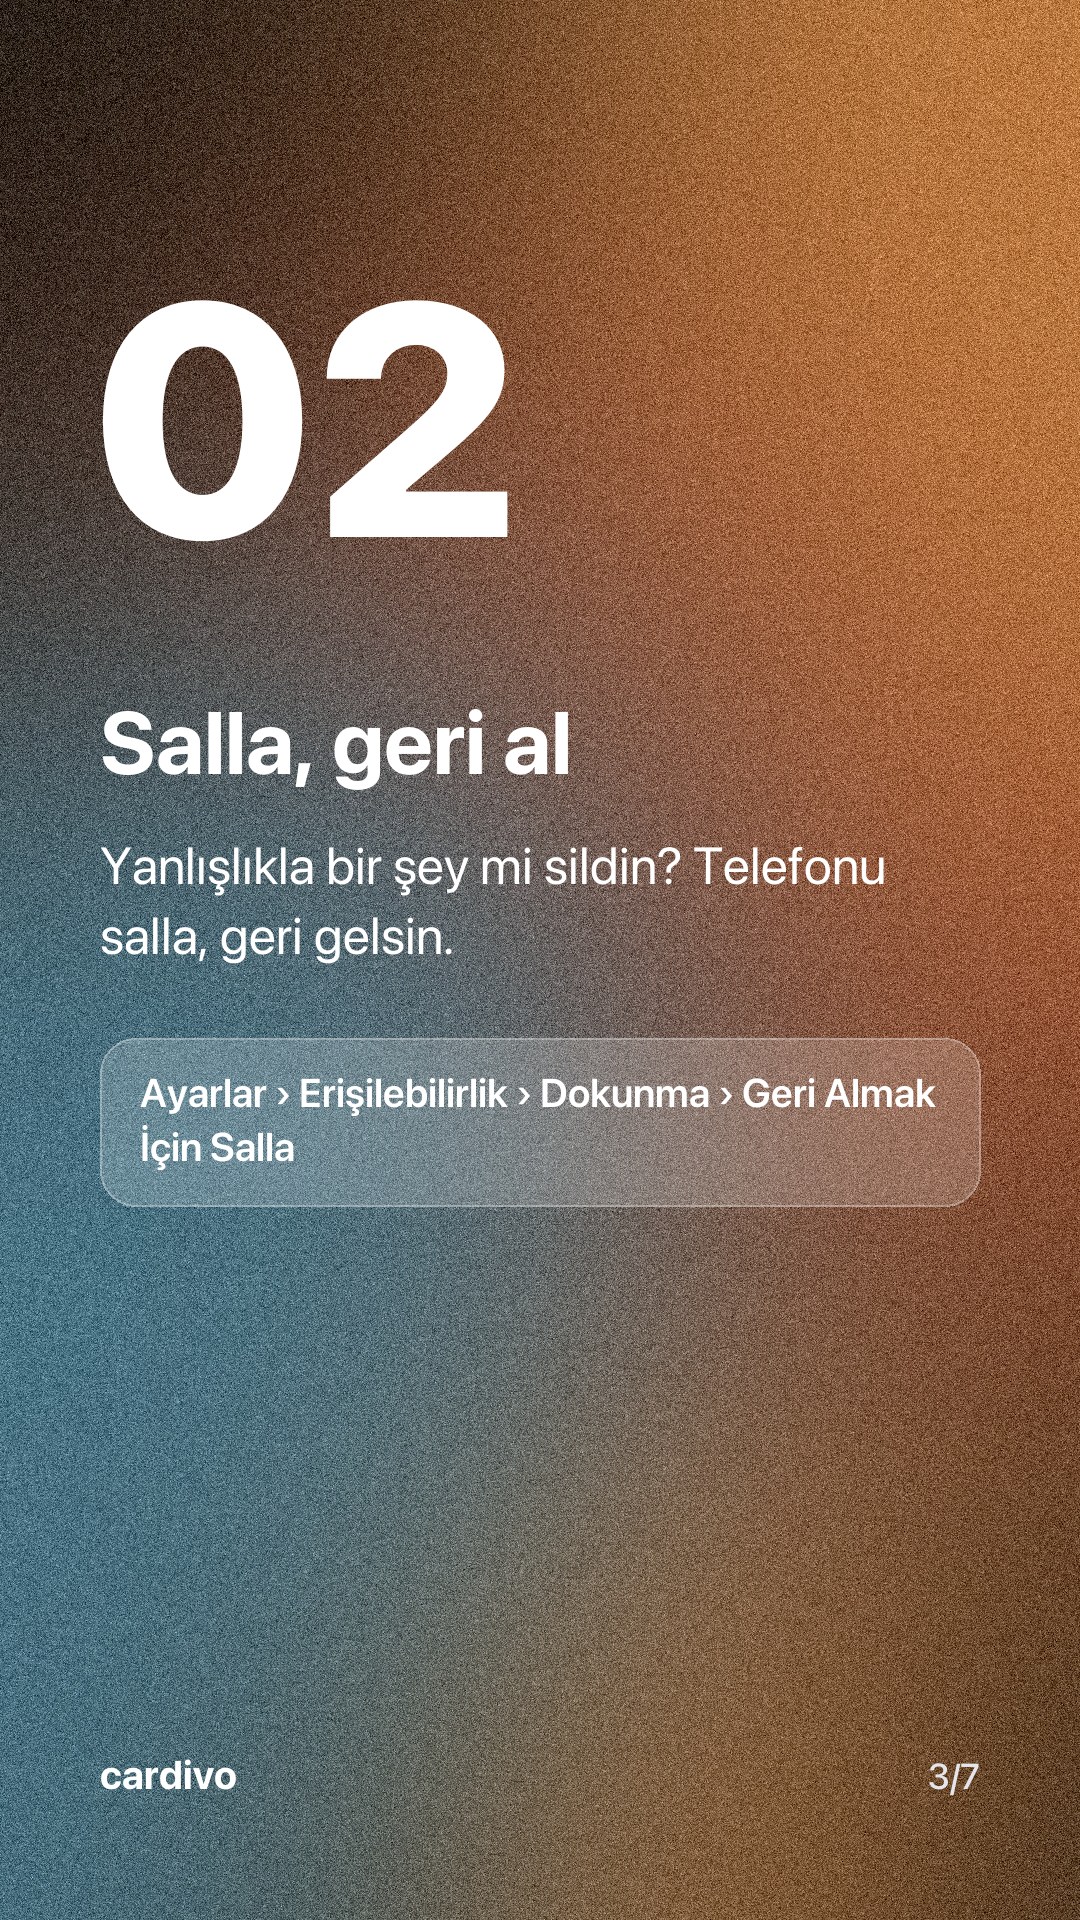 02
Salla, geri al
Yanlışlıkla bir şey mi sildin? Telefonu
salla, geri gelsin.
Ayarlar › Erişilebilirlik › Dokunma › Geri Almak
İçin Salla
cardivo
3/7